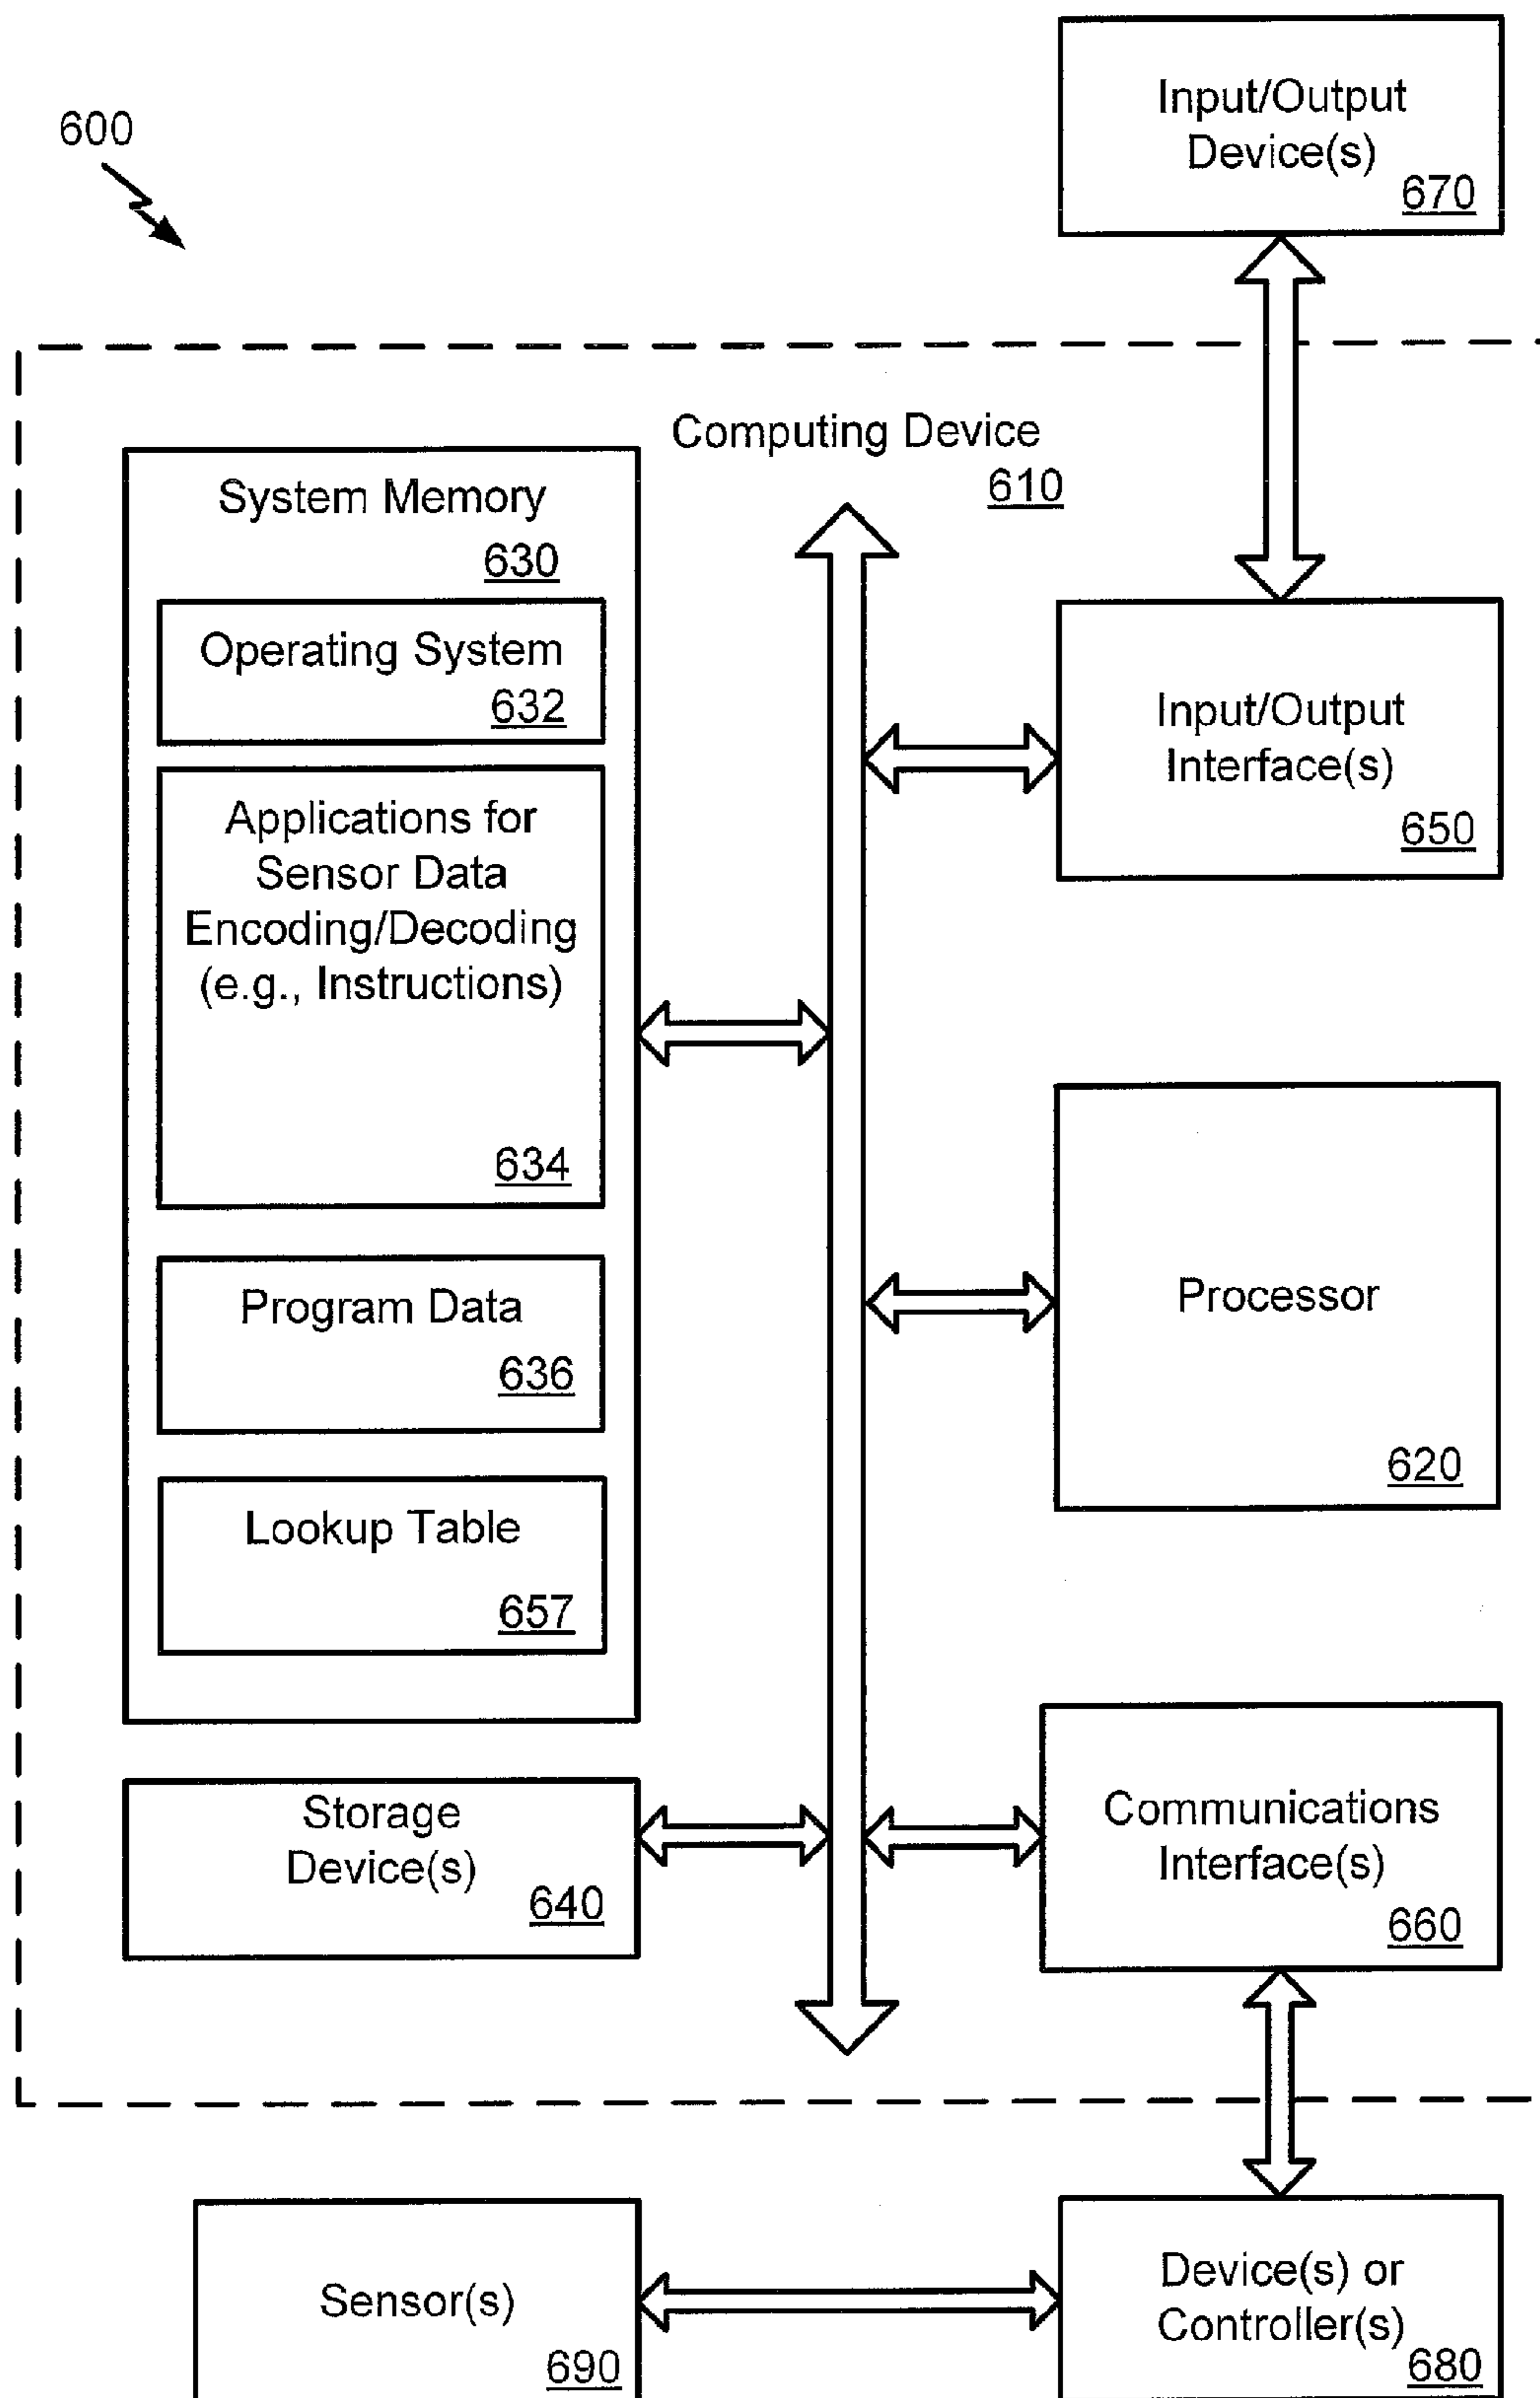 600
Input/Output
Device(s)
670
Computing Device
610
System Memory
630
Operating System
632
Applications for
Sensor Data
Encoding/Decoding
(e.g., Instructions)
634
Program Data
636
Lookup Table
657
Storage
Device(s)
640
Input/Output
Interface(s)
650
Processor
620
Communications
Interface(s)
660
Sensor(s)
690
Device(s) or
Controller(s)
680